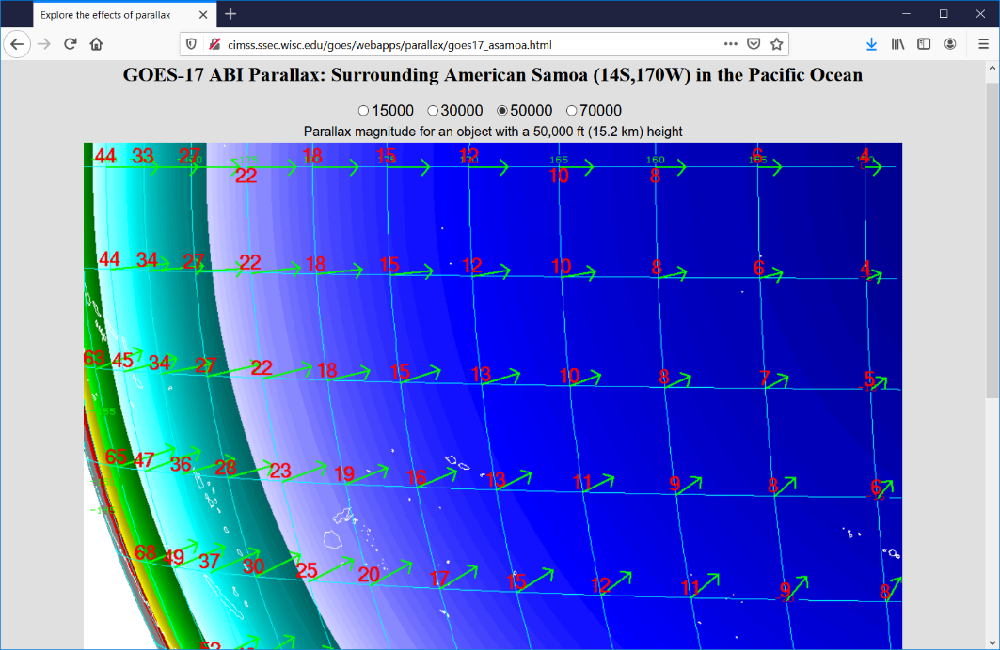 Explore the effects of parallax
cimss.ssec.wisc.edu/goes/webapps/parallax/goes17_asamoa.html
GOES-17 ABI Parallax: Surrounding American Samoa (14S,170W) in the Pacific Ocean
15000 30000 50000 70000
Parallax magnitude for an object with a 50,000 ft (15.2 km) height
44 33 27 22 18 15 12 10 8 6 4
165 160
44 34 27 22 18 15 12 10 8 6 4
63 45 34 27 22 18 15 13 10 8 7 5
65 47 36 28 23 19 16 13 11 9 8 6
68 49 37 30 25 20 17 15 12 11 9 8